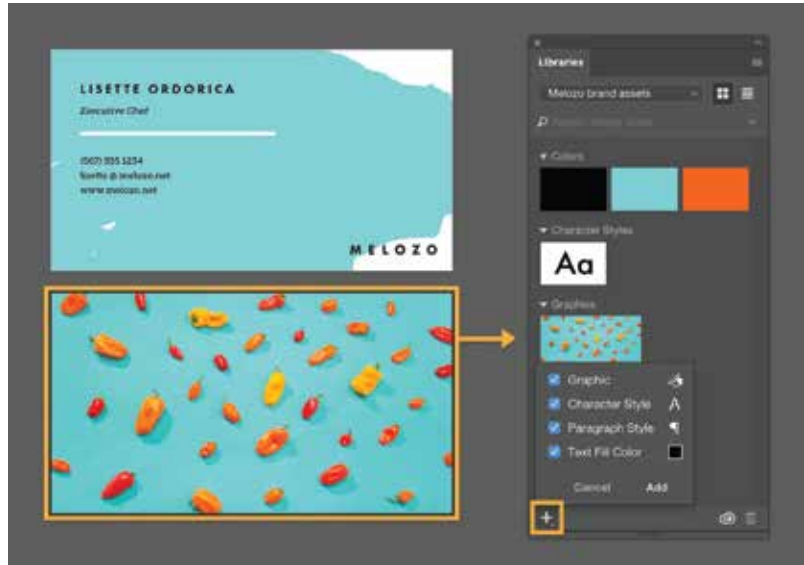 LISETTE ORDORICA
Executive Chef
(507) 555 1234
lisette @ melozo.net
www.melozo.net
MELOZO
Libraries
Melozo brand assets
Colors
Character Styles
Aa
Graphics
Graphic
Character Style
A
Paragraph Style
¶
Text Fill Color
Cancel Add